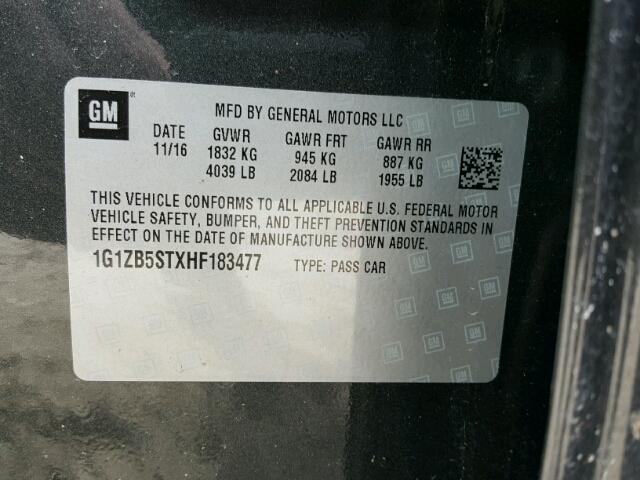 GM
MFD BY GENERAL MOTORS LLC
DATE GVWR GAWR FRT GAWR RR
11/16 1832 KG 945 KG 887 KG
4039 LB 2084 LB 1955 LB
THIS VEHICLE CONFORMS TO ALL APPLICABLE U.S. FEDERAL MOTOR
VEHICLE SAFETY, BUMPER, AND THEFT PREVENTION STANDARDS IN
EFFECT ON THE DATE OF MANUFACTURE SHOWN ABOVE.
1G1ZB5STXHF183477 TYPE: PASS CAR